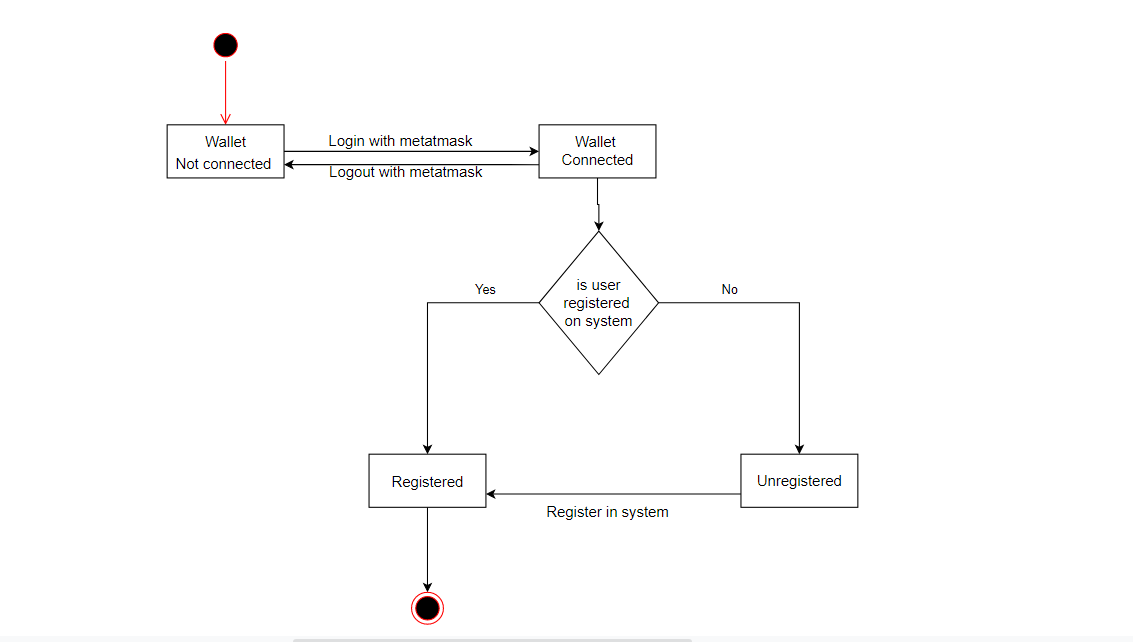 Wallet
Not connected
Login with metatmask
Logout with metatmask
Wallet
Connected
is user
registered
on system
Yes
No
Registered
Unregistered
Register in system